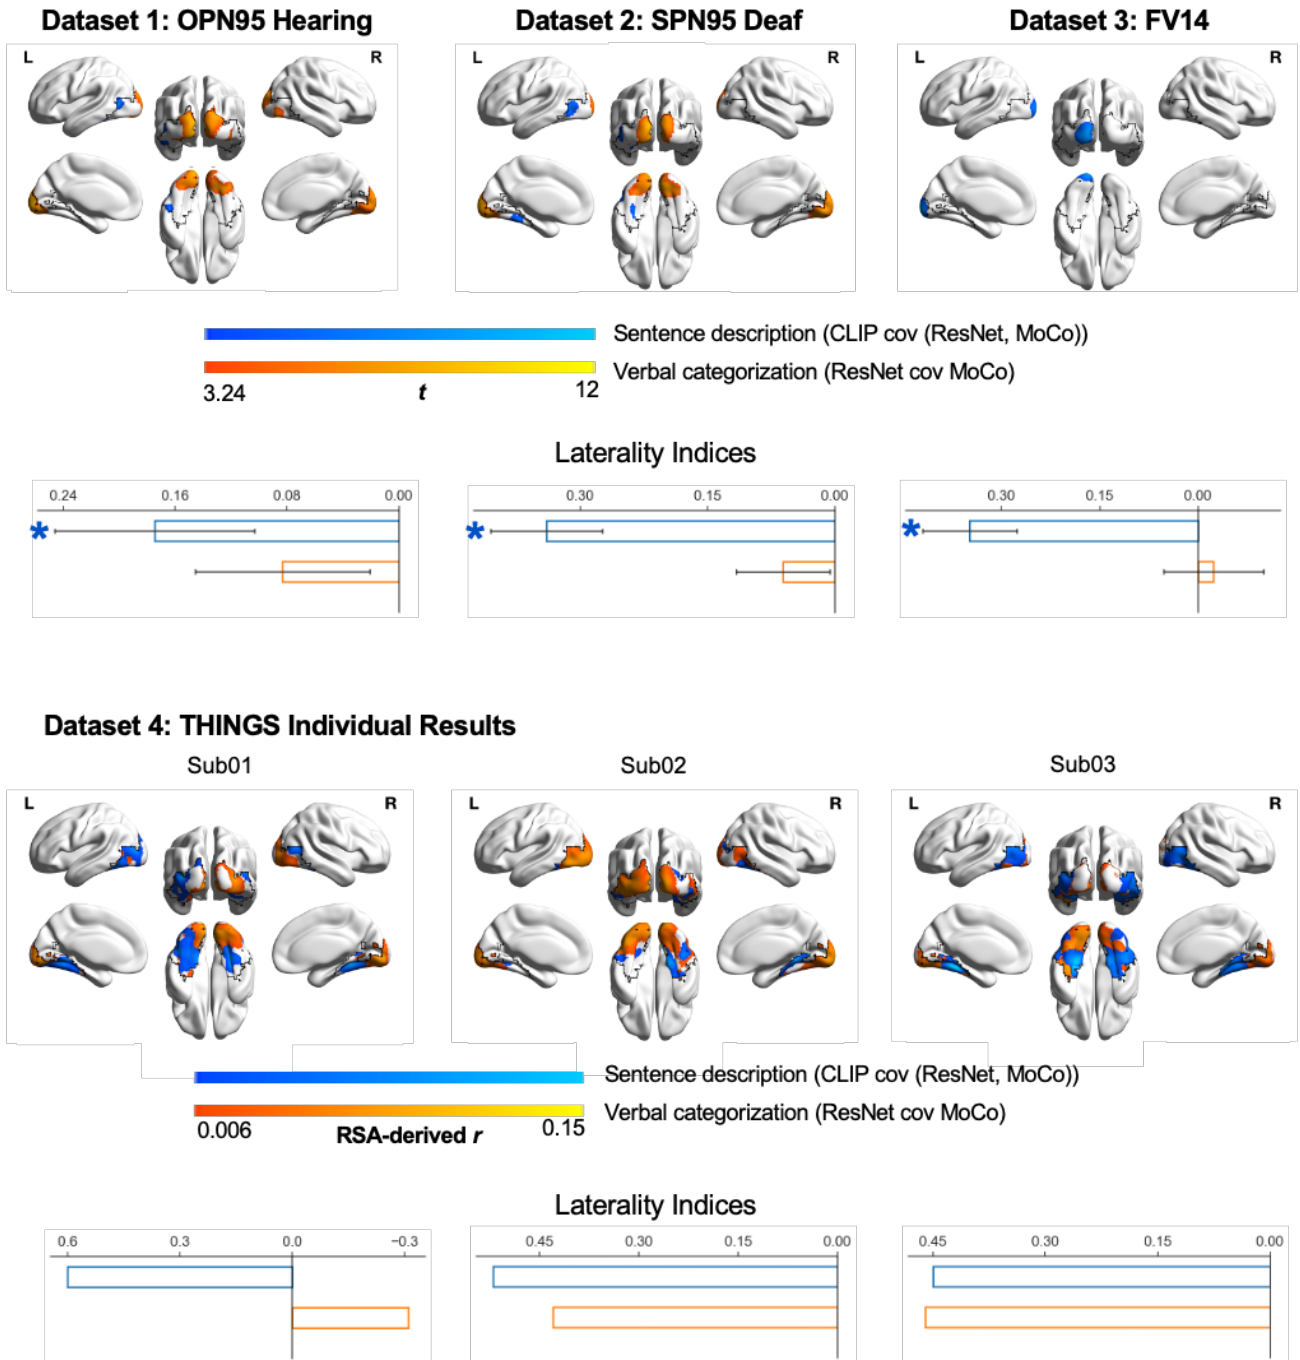 Dataset 1: OPN95 Hearing
Dataset 2: SPN95 Deaf
Dataset 3: FV14
L R
L R
L R
Sentence description (CLIP cov (ResNet, MoCo))
Verbal categorization (ResNet cov MoCo)
3.24 t 12
Laterality Indices
0.24 0.16 0.08 0.00
*
0.30 0.15 0.00
*
0.30 0.15 0.00
*
Dataset 4: THINGS Individual Results
Sub01
Sub02
Sub03
L R
L R
L R
Sentence description (CLIP cov (ResNet, MoCo))
Verbal categorization (ResNet cov MoCo)
0.006 RSA-derived r 0.15
Laterality Indices
0.6 0.3 0.0 −0.3
0.45 0.30 0.15 0.00
0.45 0.30 0.15 0.00